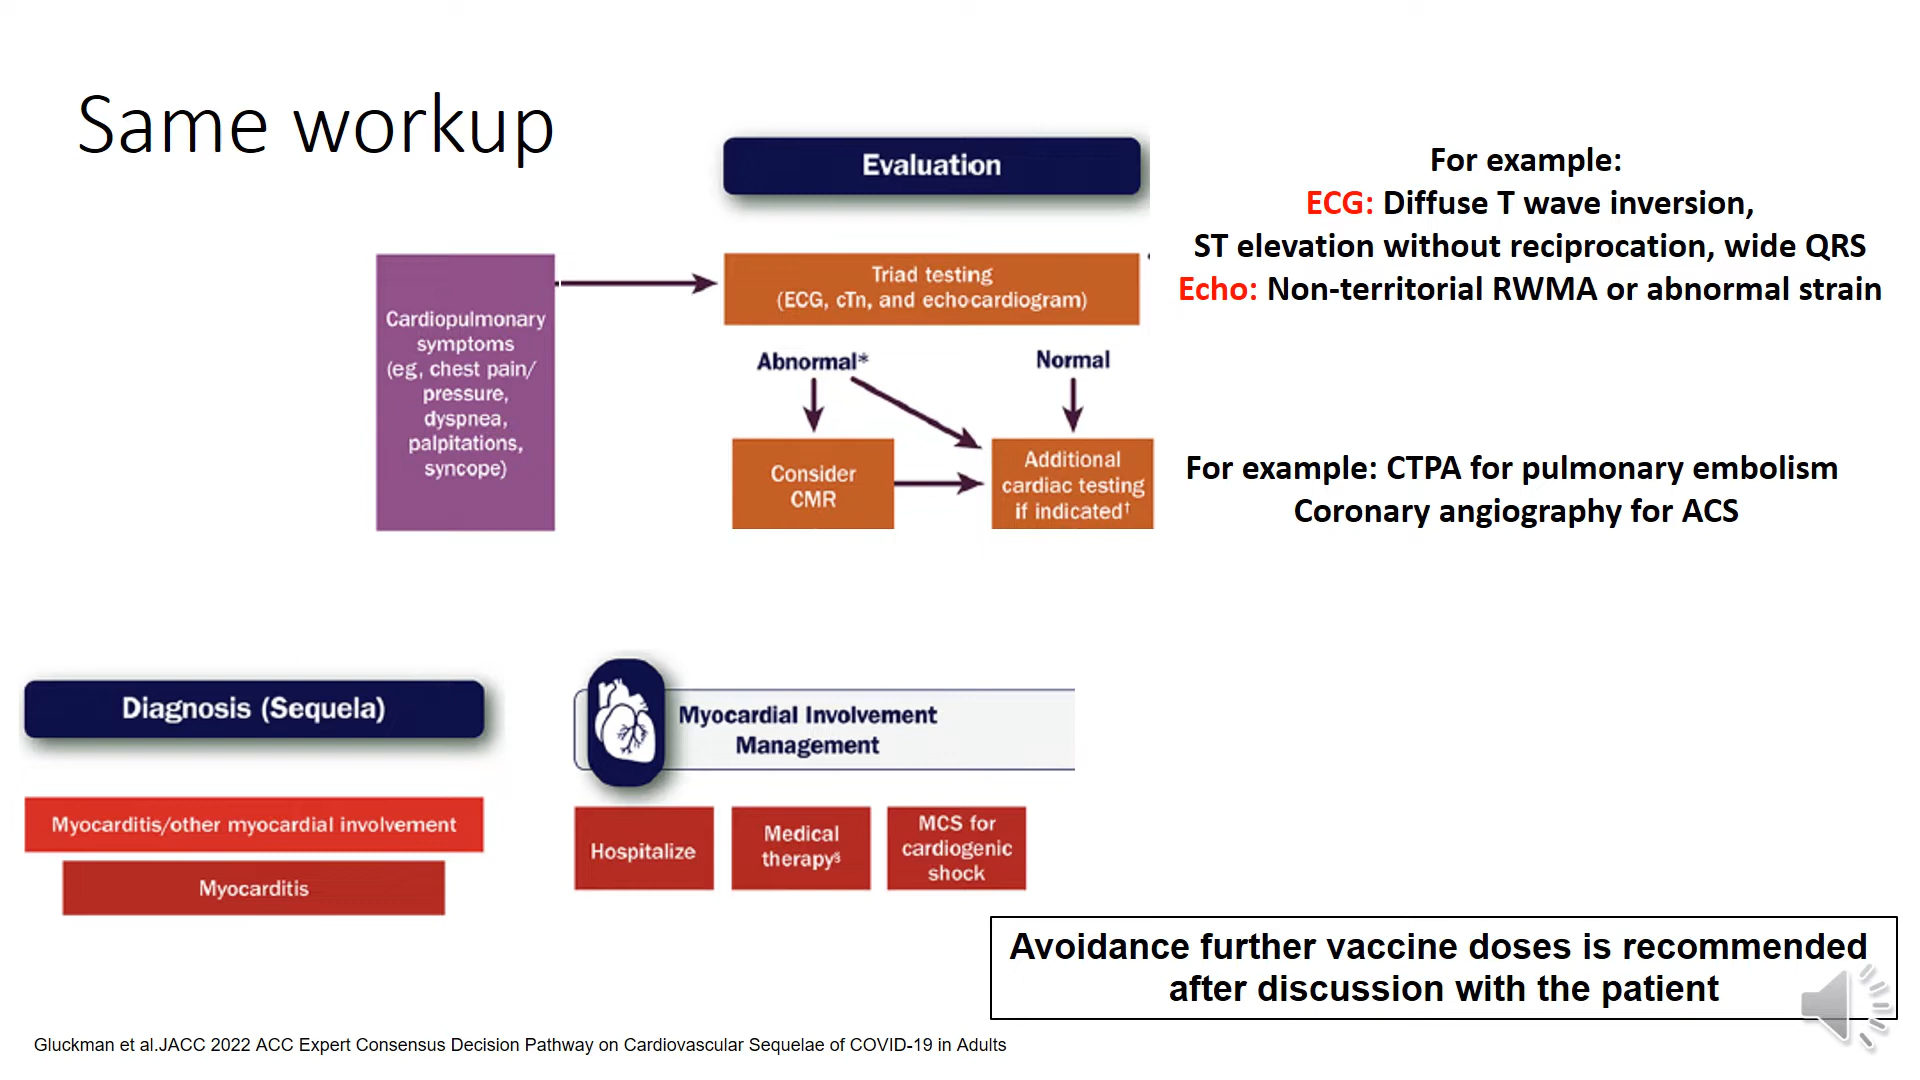 Same workup
Evaluation
For example:
ECG: Diffuse T wave inversion,
ST elevation without reciprocation, wide QRS
Echo: Non-territorial RWMA or abnormal strain
Cardiopulmonary
symptoms
(eg, chest pain/
pressure,
dyspnea,
palpitations,
syncope)
Triad testing
(ECG, cTn, and echocardiogram)
Abnormal*
Normal
Consider
CMR
Additional
cardiac testing
if indicated†
For example: CTPA for pulmonary embolism
Coronary angiography for ACS
Diagnosis (Sequela)
Myocarditis/other myocardial involvement
Myocarditis
Myocardial Involvement
Management
Hospitalize
Medical
therapy§
MCS for
cardiogenic
shock
Avoidance further vaccine doses is recommended
after discussion with the patient
Gluckman et al.JACC 2022 ACC Expert Consensus Decision Pathway on Cardiovascular Sequelae of COVID-19 in Adults